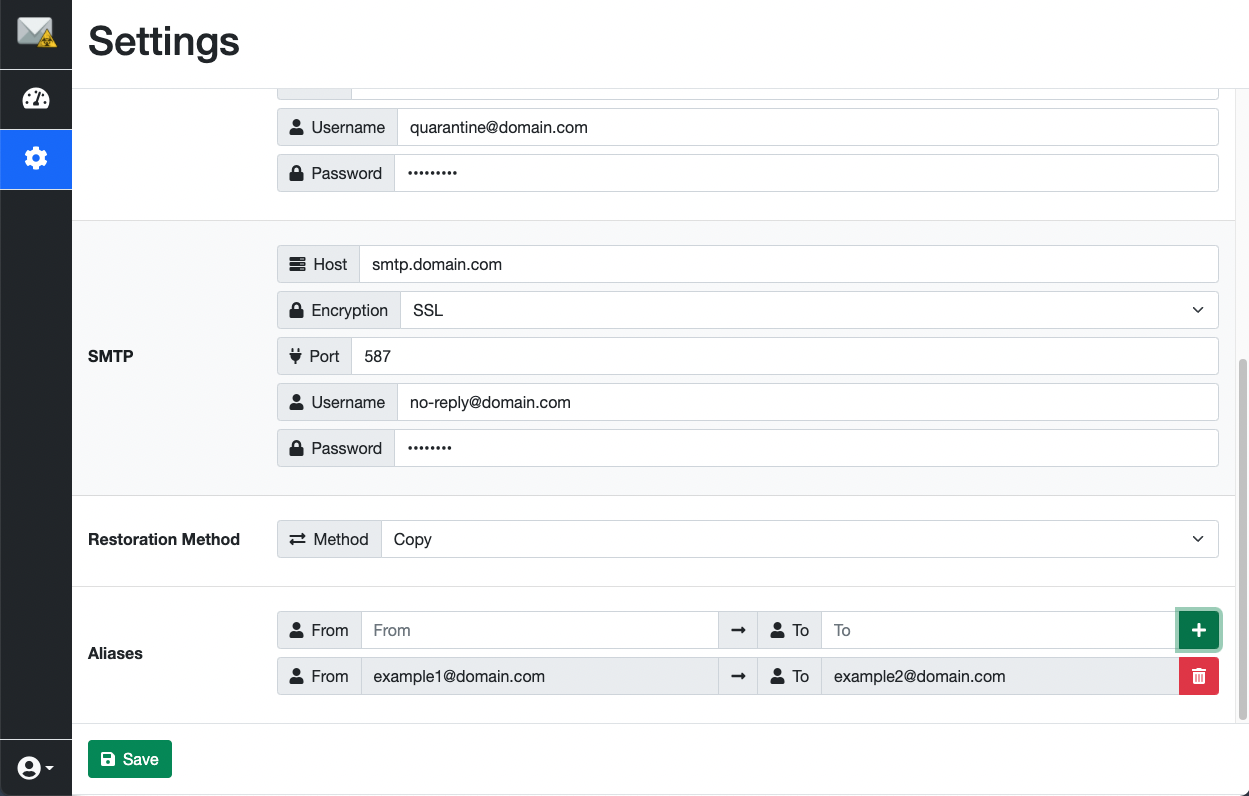 Settings
Username quarantine@domain.com
Password •••••••••
Host smtp.domain.com
Encryption SSL
SMTP
Port 587
Username no-reply@domain.com
Password ••••••••
Restoration Method Method Copy
From From → To To +
Aliases
From example1@domain.com → To example2@domain.com
Save